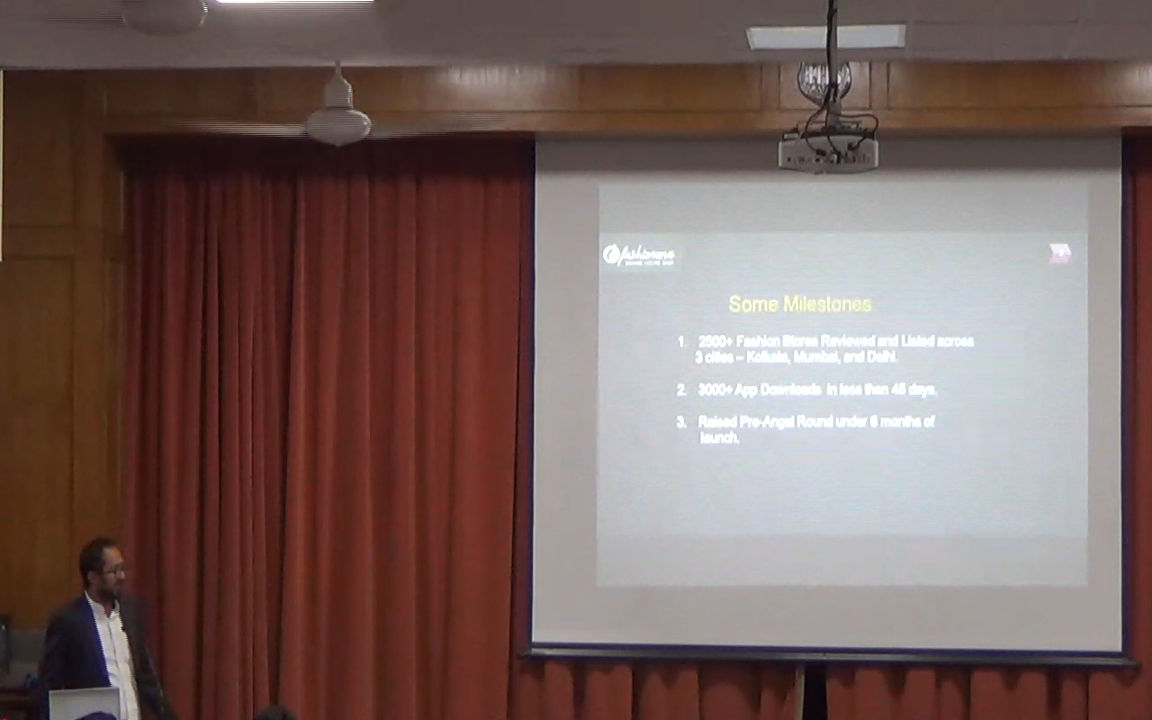 Some Milestones
1. 2500+ Fashion Stores Reviewed and Listed across
3 cities – Kolkata, Mumbai, and Delhi.
2. 3000+ App Downloads in less than 45 days.
3. Raised Pre-Angel Round under 6 months of
launch.